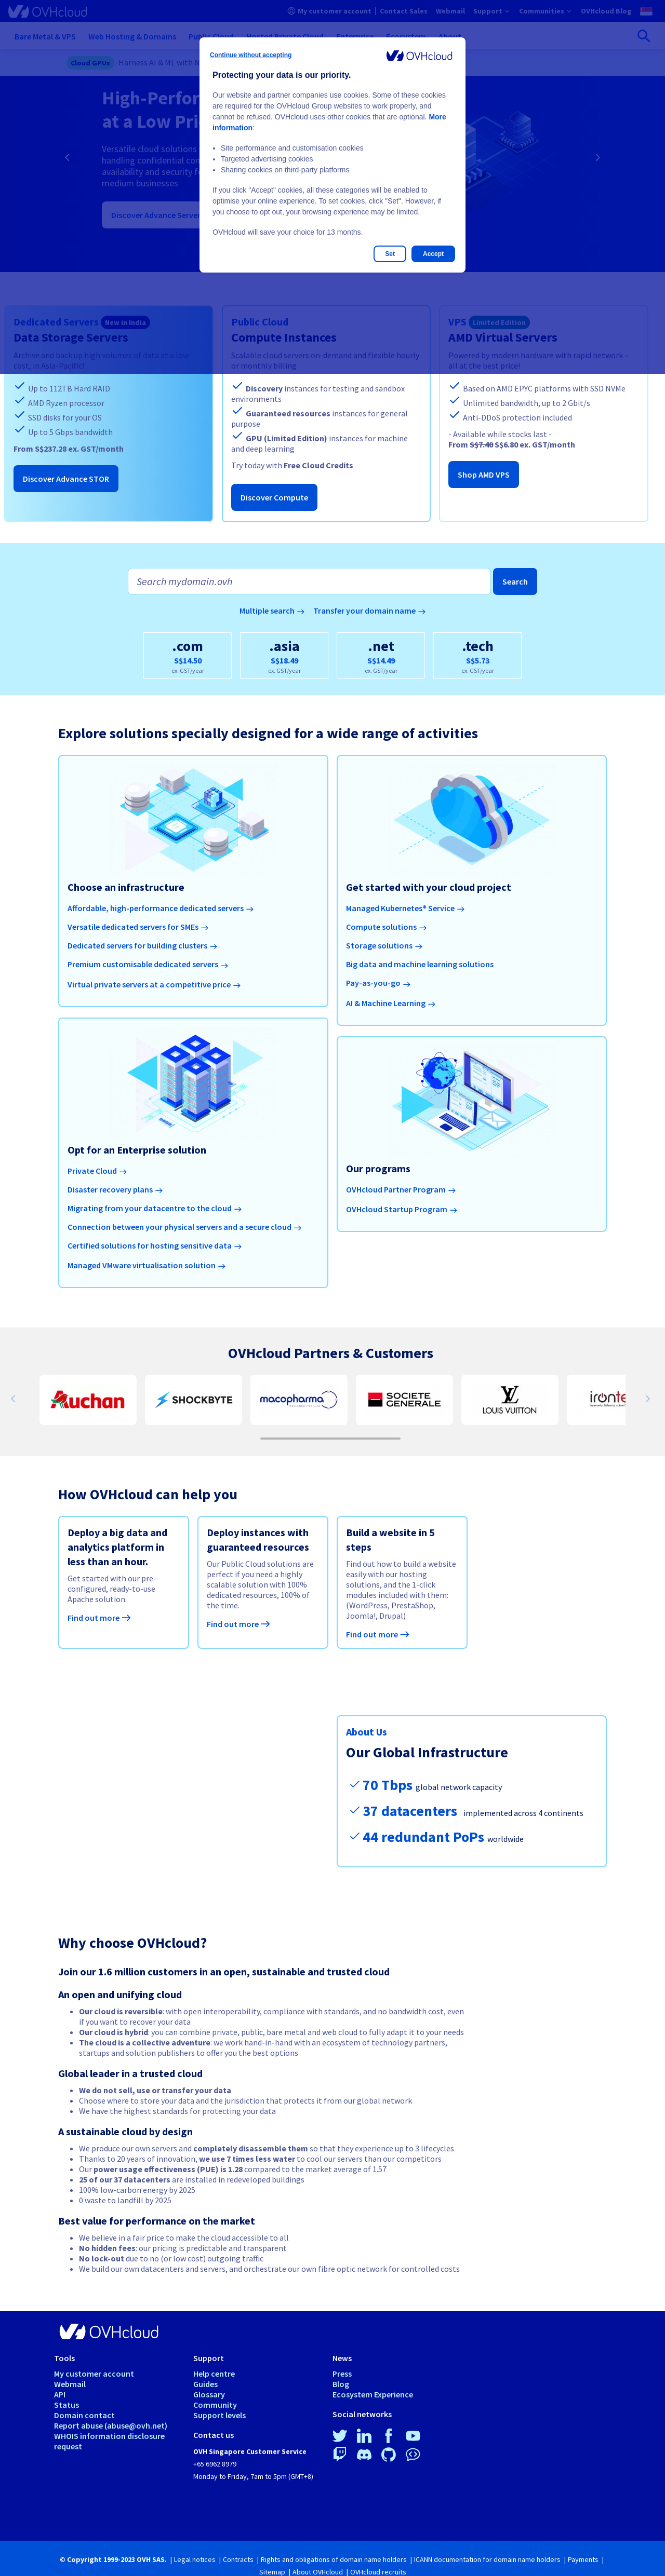 OVHcloud
My customer account
Contact Sales
Webmail
Support
Communities
OVHcloud Blog
Bare Metal & VPS
Web Hosting & Domains
Public Cloud
Hosted Private Cloud
Enterprise
Ecosystem
About
Cloud GPUs
Harness AI & ML with
Continue without accepting
OVHcloud
Protecting your data is our priority.
Our website and partner companies use cookies. Some of these cookies
are required for the OVHcloud Group websites to work properly, and
cannot be refused. OVHcloud uses other cookies that are optional. More
information:
Site performance and customisation cookies
Targeted advertising cookies
Sharing cookies on third-party platforms
If you click "Accept" cookies, all these categories will be enabled to
optimise your online experience. To set cookies, click "Set". However, if
you choose to opt out, your browsing experience may be limited.
OVHcloud will save your choice for 13 months.
Set
Accept
at a Low
Versatile cloud solutions
handling confidential
availability and security
medium businesses
Discover Advance
Dedicated Servers New in India
Data Storage Servers
Archive and back up high volumes of data at a low
cost, in Asia-Pacific!
Up to 112TB Hard RAID
AMD Ryzen processor
SSD disks for your OS
Up to 5 Gbps bandwidth
From S$237.28 ex. GST/month
Discover Advance STOR
Public Cloud
Compute Instances
Scalable cloud servers on-demand and flexible hourly
or monthly billing
Discovery instances for testing and sandbox
environments
Guaranteed resources instances for general
purpose
GPU (Limited Edition) instances for machine
and deep learning
Try today with Free Cloud Credits
Discover Compute
VPS Limited Edition
AMD Virtual Servers
Powered by modern hardware with rapid network –
all at the best price!
Based on AMD EPYC platforms with SSD NVMe
Unlimited bandwidth, up to 2 Gbit/s
Anti-DDoS protection included
- Available while stocks last -
From S$7.40 S$6.80 ex. GST/month
Shop AMD VPS
Search mydomain.ovh
Search
Multiple search
Transfer your domain name
.com
S$14.50
ex. GST/year
.asia
S$18.49
ex. GST/year
.net
S$14.49
ex. GST/year
.tech
S$5.73
ex. GST/year
Explore solutions specially designed for a wide range of activities
Choose an infrastructure
Affordable, high-performance dedicated servers
Versatile dedicated servers for SMEs
Dedicated servers for building clusters
Premium customisable dedicated servers
Virtual private servers at a competitive price
Get started with your cloud project
Managed Kubernetes® Service
Compute solutions
Storage solutions
Big data and machine learning solutions
Pay-as-you-go
AI & Machine Learning
Opt for an Enterprise solution
Private Cloud
Disaster recovery plans
Migrating from your datacentre to the cloud
Connection between your physical servers and a secure cloud
Certified solutions for hosting sensitive data
Managed VMware virtualisation solution
Our programs
OVHcloud Partner Program
OVHcloud Startup Program
OVHcloud Partners & Customers
Auchan
SHOCKBYTE
macopharma
SOCIETE
GENERALE
LOUIS VUITTON
How OVHcloud can help you
Deploy a big data and
analytics platform in
less than an hour.
Get started with our pre-
configured, ready-to-use
Apache solution.
Find out more
Deploy instances with
guaranteed resources
Our Public Cloud solutions are
perfect if you need a highly
scalable solution with 100%
dedicated resources, 100% of
the time.
Find out more
Build a website in 5
steps
Find out how to build a website
easily with our hosting
solutions, and the 1-click
modules included with them:
(WordPress, PrestaShop,
Joomla!, Drupal)
Find out more
About Us
Our Global Infrastructure
70 Tbps global network capacity
37 datacenters implemented across 4 continents
44 redundant PoPs worldwide
Why choose OVHcloud?
Join our 1.6 million customers in an open, sustainable and trusted cloud
An open and unifying cloud
Our cloud is reversible: with open interoperability, compliance with standards, and no bandwidth cost, even
if you want to recover your data
Our cloud is hybrid: you can combine private, public, bare metal and web cloud to fully adapt it to your needs
The cloud is a collective adventure: we work hand-in-hand with an ecosystem of technology partners,
startups and solution publishers to offer you the best options
Global leader in a trusted cloud
We do not sell, use or transfer your data
Choose where to store your data and the jurisdiction that protects it from our global network
We have the highest standards for protecting your data
A sustainable cloud by design
We produce our own servers and completely disassemble them so that they experience up to 3 lifecycles
Thanks to 20 years of innovation, we use 7 times less water to cool our servers than our competitors
Our power usage effectiveness (PUE) is 1.28 compared to the market average of 1.57
25 of our 37 datacenters are installed in redeveloped buildings
100% low-carbon energy by 2025
0 waste to landfill by 2025
Best value for performance on the market
We believe in a fair price to make the cloud accessible to all
No hidden fees: our pricing is predictable and transparent
No lock-out due to no (or low cost) outgoing traffic
We build our own datacenters and servers, and orchestrate our own fibre optic network for controlled costs
OVHcloud
Tools
My customer account
Webmail
API
Status
Domain contact
Report abuse (abuse@ovh.net)
WHOIS information disclosure
request
Support
Help centre
Guides
Glossary
Community
Support levels
Contact us
OVH Singapore Customer Service
+65 6962 8979
Monday to Friday, 7am to 5pm (GMT+8)
News
Press
Blog
Ecosystem Experience
Social networks
© Copyright 1999-2023 OVH SAS. | Legal notices | Contracts | Rights and obligations of domain name holders | ICANN documentation for domain name holders | Payments |
Sitemap | About OVHcloud | OVHcloud recruits